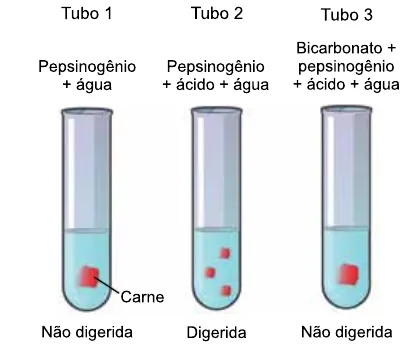 Tubo 1
Pepsinogênio
+ água
Tubo 2
Pepsinogênio
+ ácido + água
Tubo 3
Bicarbonato +
pepsinogênio
+ ácido + água
Carne
Não digerida
Digerida
Não digerida